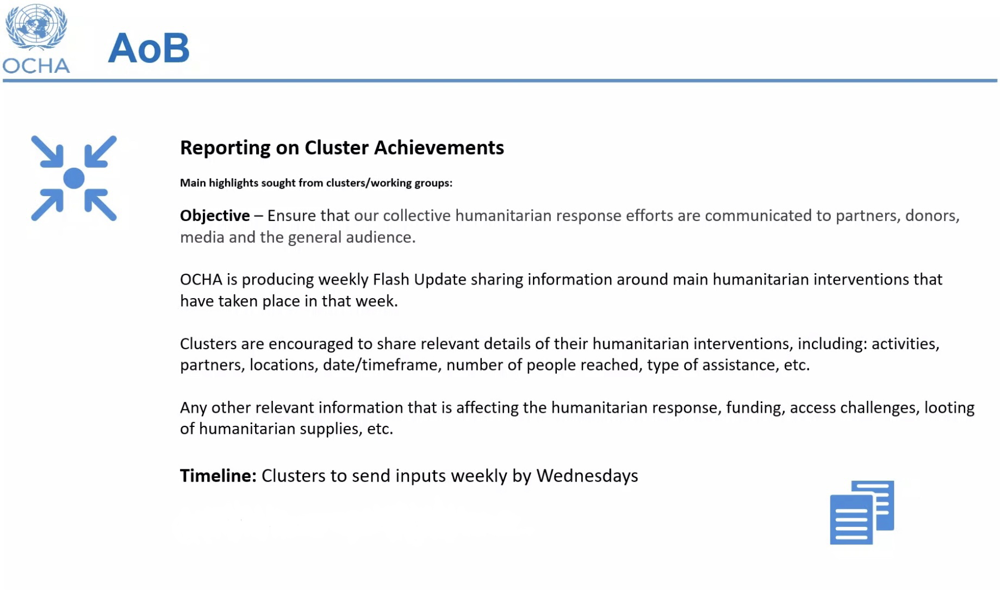 OCHA
AoB
Reporting on Cluster Achievements
Main highlights sought from clusters/working groups:
Objective – Ensure that our collective humanitarian response efforts are communicated to partners, donors,
media and the general audience.
OCHA is producing weekly Flash Update sharing information around main humanitarian interventions that
have taken place in that week.
Clusters are encouraged to share relevant details of their humanitarian interventions, including: activities,
partners, locations, date/timeframe, number of people reached, type of assistance, etc.
Any other relevant information that is affecting the humanitarian response, funding, access challenges, looting
of humanitarian supplies, etc.
Timeline: Clusters to send inputs weekly by Wednesdays